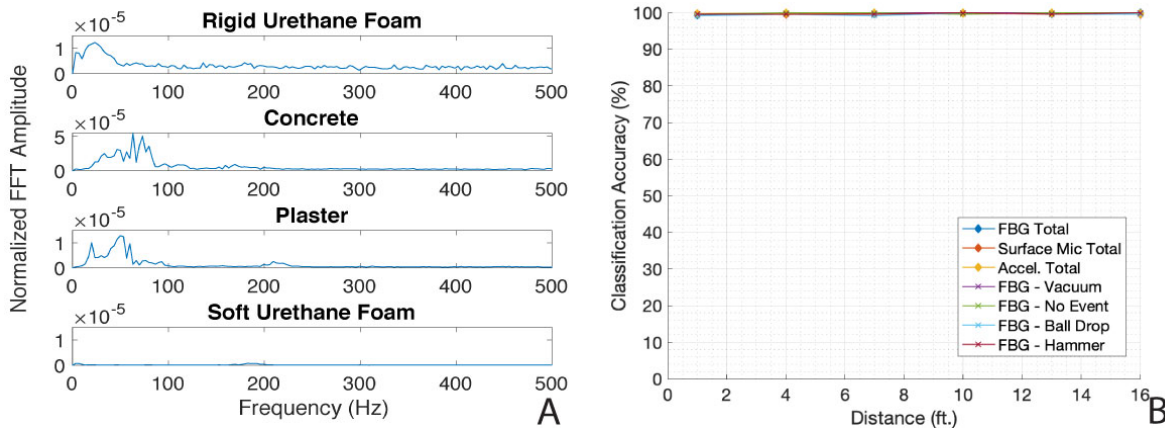 Normalized FFT Amplitude
Rigid Urethane Foam
×10^-5
1
0
0 100 200 300 400 500
Concrete
×10^-5
5
0
0 100 200 300 400 500
Plaster
×10^-5
1
0
0 100 200 300 400 500
Soft Urethane Foam
×10^-5
1
0
0 100 200 300 400 500
Frequency (Hz)
A
Classification Accuracy (%)
100
90
80
70
60
50
40
30
20
10
0
FBG Total
Surface Mic Total
Accel. Total
FBG - Vacuum
FBG - No Event
FBG - Ball Drop
FBG - Hammer
0 2 4 6 8 10 12 14 16
Distance (ft.)
B